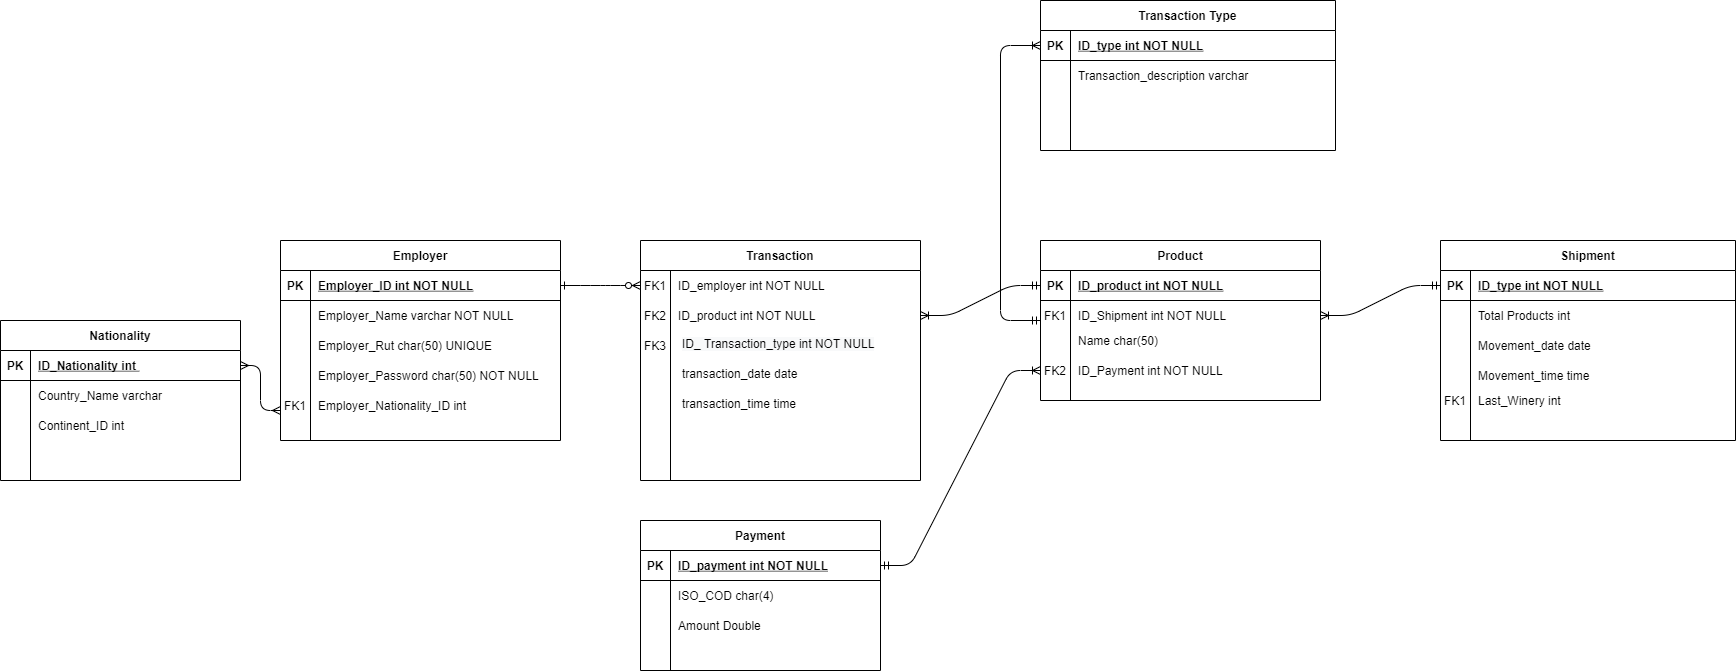 Transaction Type
PK ID_type int NOT NULL
Transaction_description varchar
Nationality
PK ID_Nationality int
Country_Name varchar
Continent_ID int
Employer
PK Employer_ID int NOT NULL
Employer_Name varchar NOT NULL
Employer_Rut char(50) UNIQUE
Employer_Password char(50) NOT NULL
FK1 Employer_Nationality_ID int
Transaction
FK1 ID_employer int NOT NULL
FK2 ID_product int NOT NULL
FK3 ID_ Transaction_type int NOT NULL
transaction_date date
transaction_time time
Product
PK ID_product int NOT NULL
FK1 ID_Shipment int NOT NULL
Name char(50)
FK2 ID_Payment int NOT NULL
Shipment
PK ID_type int NOT NULL
Total Products int
Movement_date date
Movement_time time
FK1 Last_Winery int
Payment
PK ID_payment int NOT NULL
ISO_COD char(4)
Amount Double